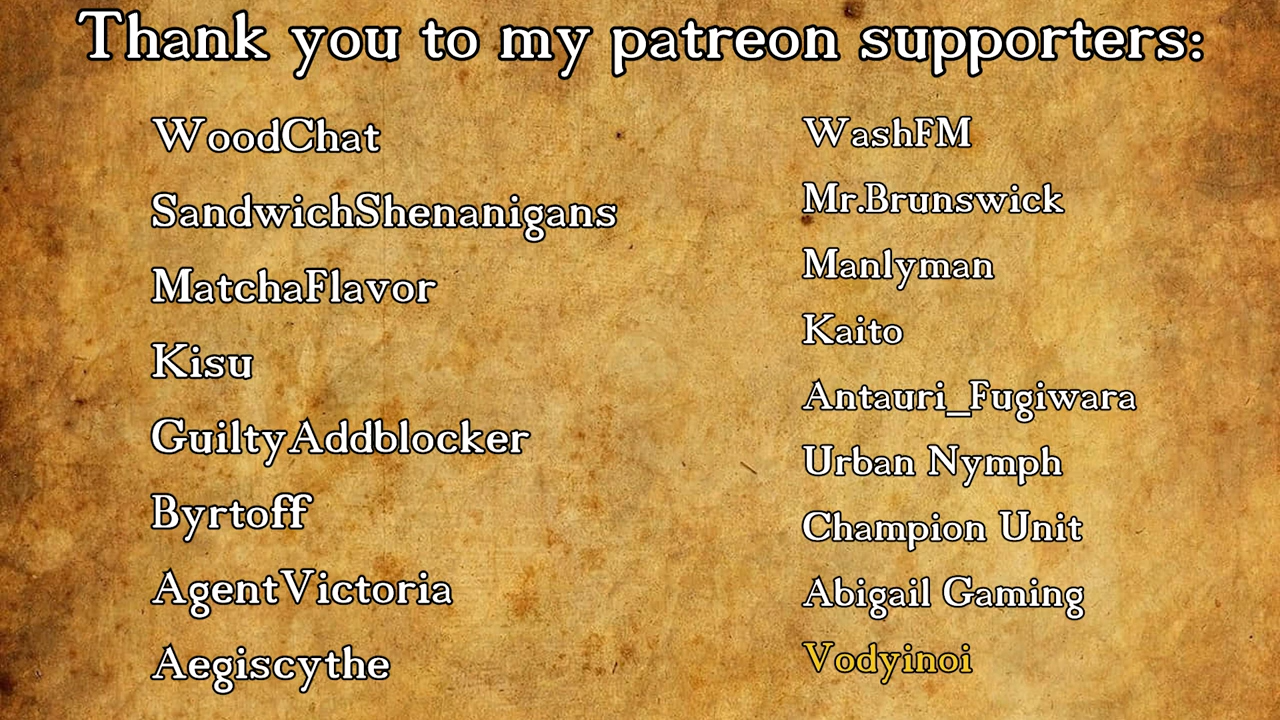 Thank you to my patreon supporters:
WoodChat
SandwichShenanigans
MatchaFlavor
Kisu
GuiltyAddblocker
Byrtoff
AgentVictoria
Aegiscythe
WashFM
Mr.Brunswick
Manlyman
Kaito
Antauri_Fugiwara
Urban Nymph
Champion Unit
Abigail Gaming
Vodyinoi